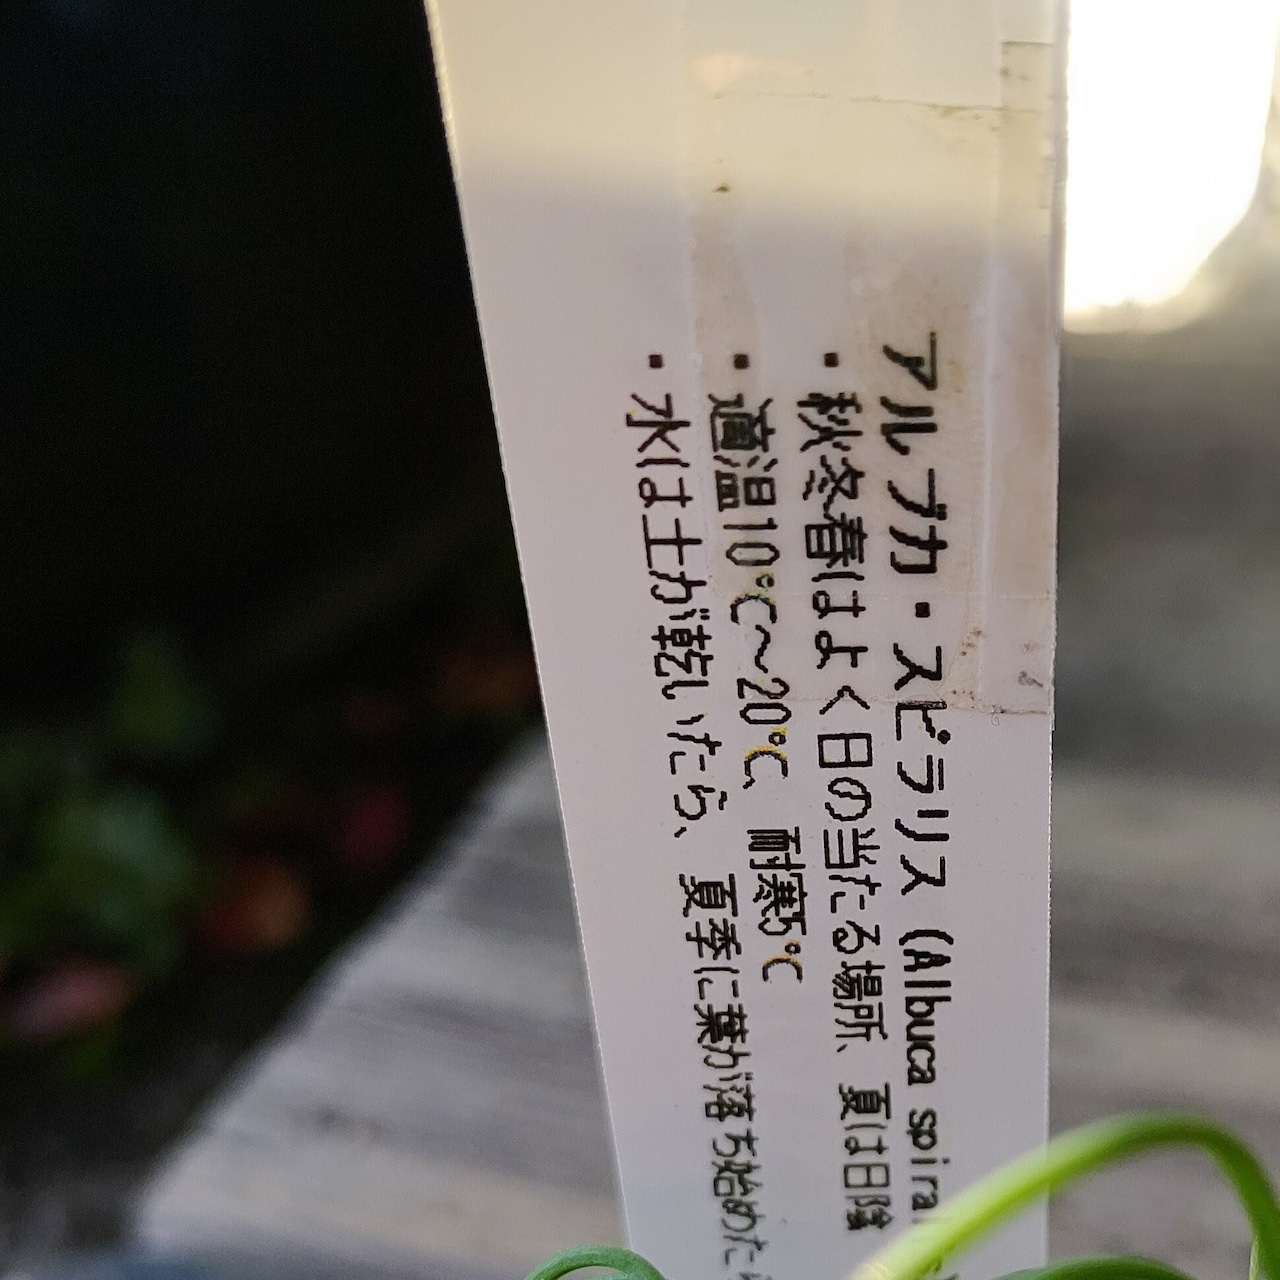 アルブカ・スピラリス (Albuca spiral
・秋冬春はよく日の当たる場所、夏は日陰
・適温10℃～20℃、耐寒5℃
・水は土が乾いたら、夏季に葉が落ち始めた